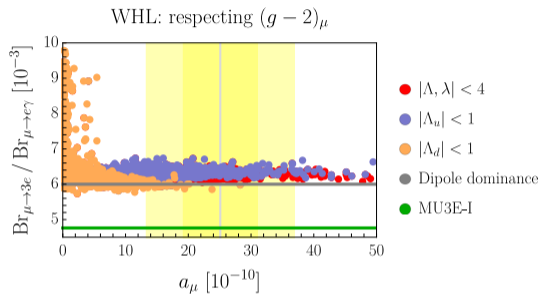 WHL: respecting (g − 2)μ
Brμ→3e / Brμ→eγ [10⁻³]
10
9
8
7
6
5
0 10 20 30 40 50
aμ [10⁻¹⁰]
|Λ, λ| < 4
|Λu| < 1
|Λd| < 1
Dipole dominance
MU3E-I